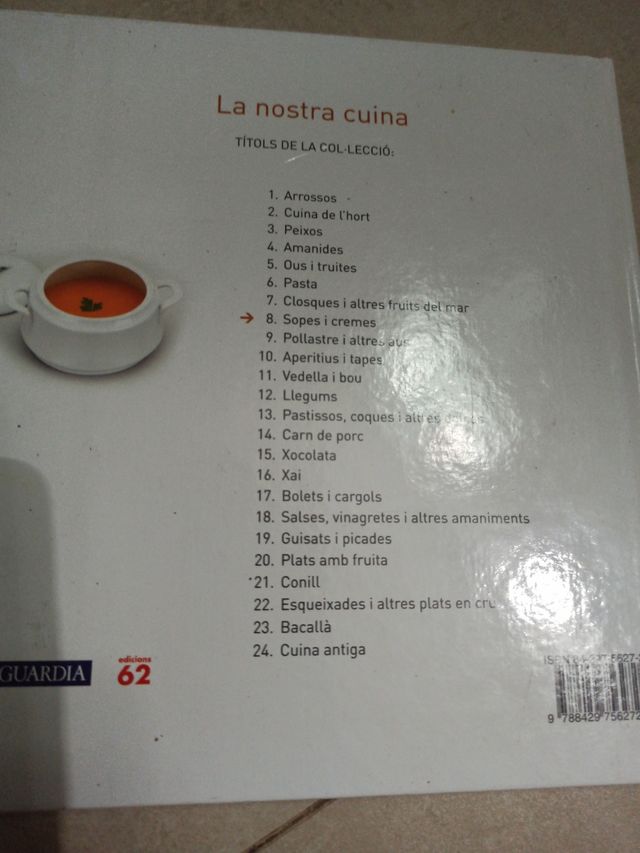 La nostra cuina
TÍTOLS DE LA COL·LECCIÓ:
1. Arrossos
2. Cuina de l'hort
3. Peixos
4. Amanides
5. Ous i truites
6. Pasta
7. Closques i altres fruits del mar
→ 8. Sopes i cremes
9. Pollastre i altres aus
10. Aperitius i tapes
11. Vedella i bou
12. Llegums
13. Pastissos, coques i altres
14. Carn de porc
15. Xocolata
16. Xai
17. Bolets i cargols
18. Salses, vinagretes i altres amaniments
19. Guisats i picades
20. Plats amb fruita
21. Conill
22. Esqueixades i altres plats en cru
23. Bacallà
24. Cuina antiga
GUARDIA
edicions
62
ISBN
9 788429 756272